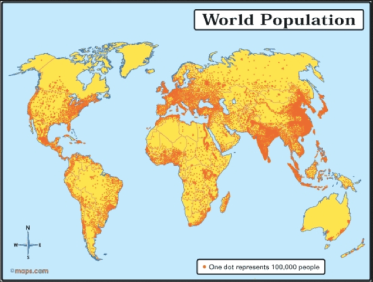 World Population
N
W E
S
©maps.com
One dot represents 100,000 people